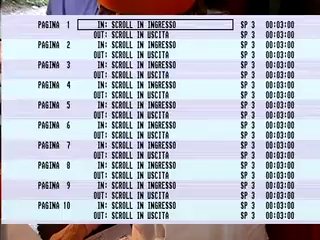 PAGINA 1 IN: SCROLL IN INGRESSO SP 3 00:03:00
OUT: SCROLL IN USCITA SP 3 00:03:00
PAGINA 2 IN: SCROLL IN INGRESSO SP 3 00:03:00
OUT: SCROLL IN USCITA SP 3 00:03:00
PAGINA 3 IN: SCROLL IN INGRESSO SP 3 00:03:00
OUT: SCROLL IN USCITA SP 3 00:03:00
PAGINA 4 IN: SCROLL IN INGRESSO SP 3 00:03:00
OUT: SCROLL IN USCITA SP 3 00:03:00
PAGINA 5 IN: SCROLL IN INGRESSO SP 3 00:03:00
OUT: SCROLL IN USCITA SP 3 00:03:00
PAGINA 6 IN: SCROLL IN INGRESSO SP 3 00:03:00
OUT: SCROLL IN USCITA SP 3 00:03:00
PAGINA 7 IN: SCROLL IN INGRESSO SP 3 00:03:00
OUT: SCROLL IN USCITA SP 3 00:03:00
PAGINA 8 IN: SCROLL IN INGRESSO SP 3 00:03:00
OUT: SCROLL IN USCITA SP 3 00:03:00
PAGINA 9 IN: SCROLL IN INGRESSO SP 3 00:03:00
OUT: SCROLL IN USCITA SP 3 00:03:00
PAGINA 10 IN: SCROLL IN INGRESSO SP 3 00:03:00
OUT: SCROLL IN USCITA SP 3 00:03:00